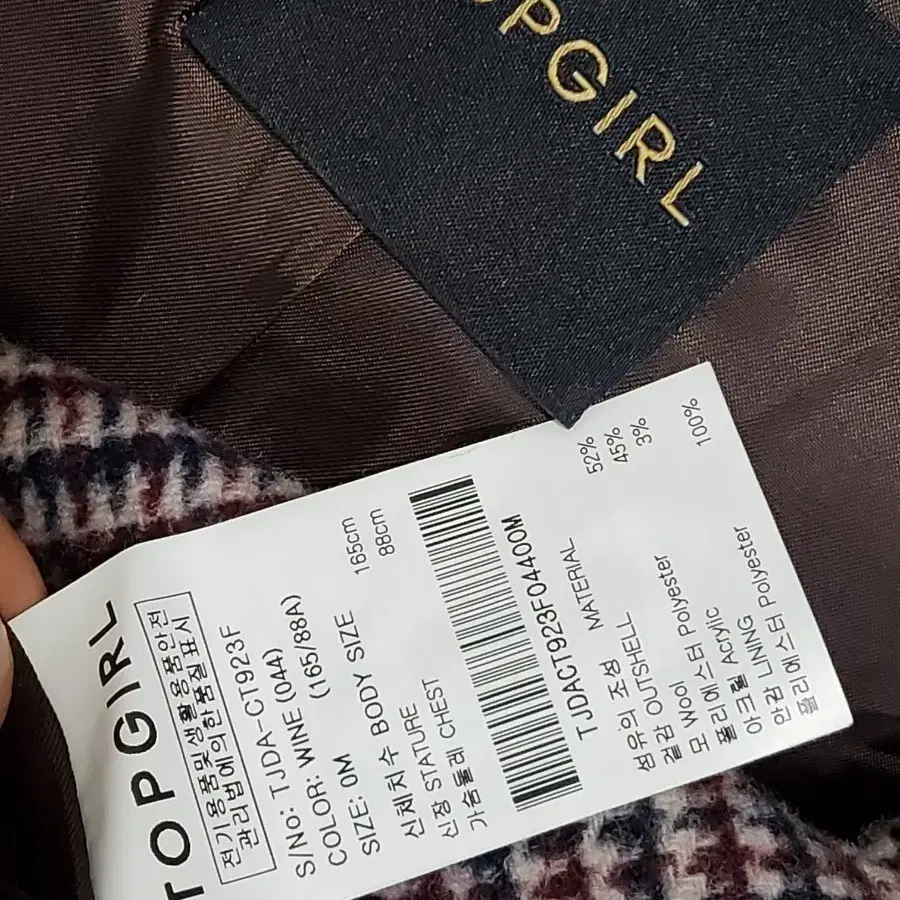 OPGIRL
TOPGIRL
전기용품및생활용품안전
관리법에의한품질표시
S/No: TJDA-CT923F
COLOR: WINE (044)
SIZE: 0M (165/88A)
신체치수 BODY SIZE
신장 STATURE 165cm
가슴둘레 CHEST 88cm
TJDACT923F04400M
섬유의 조성 MATERIAL
겉감 OUTSHELL
모 Wool 52%
폴리에스터 Polyester 45%
아크릴 Acrylic 3%
안감 LINING
폴리에스터 Polyester 100%